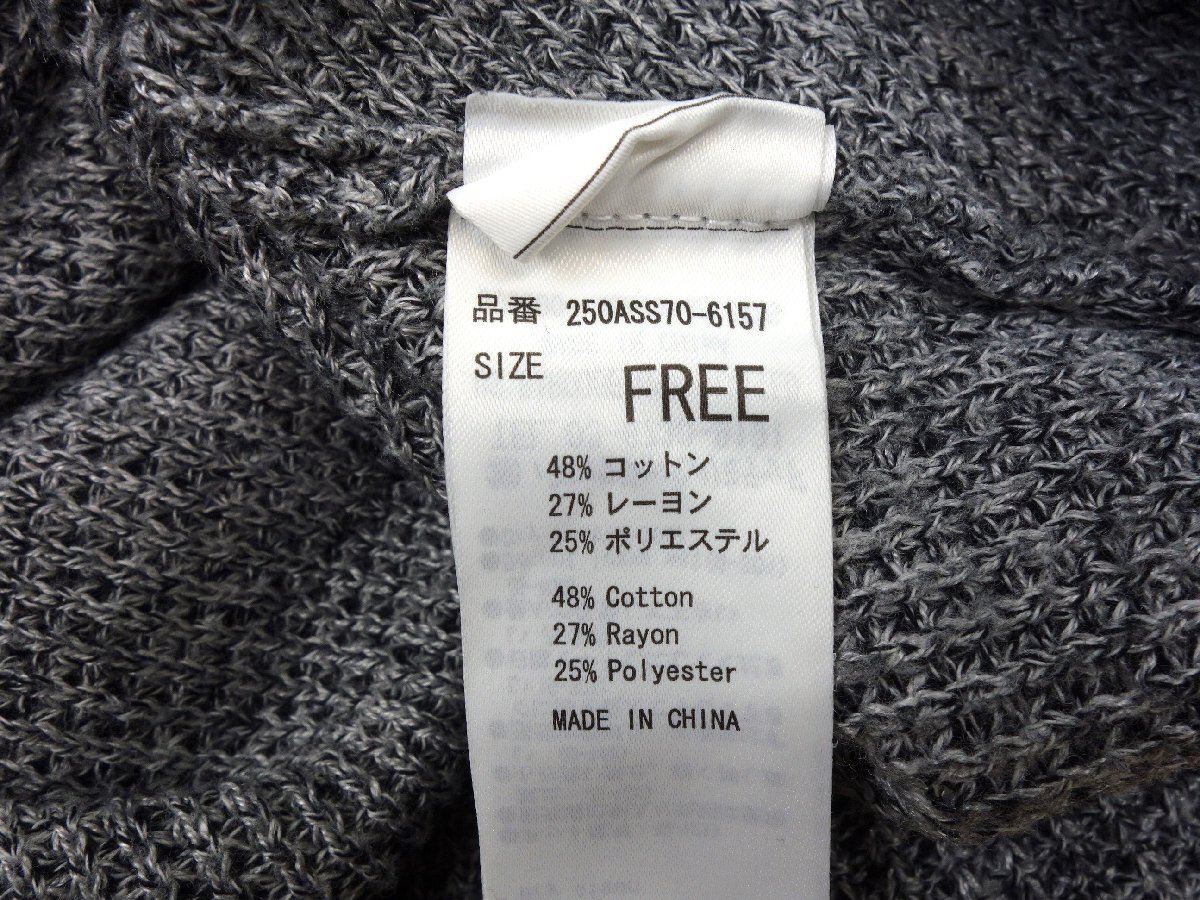 品番 250ASS70-6157
SIZE FREE
48% コットン
27% レーヨン
25% ポリエステル
48% Cotton
27% Rayon
25% Polyester
MADE IN CHINA